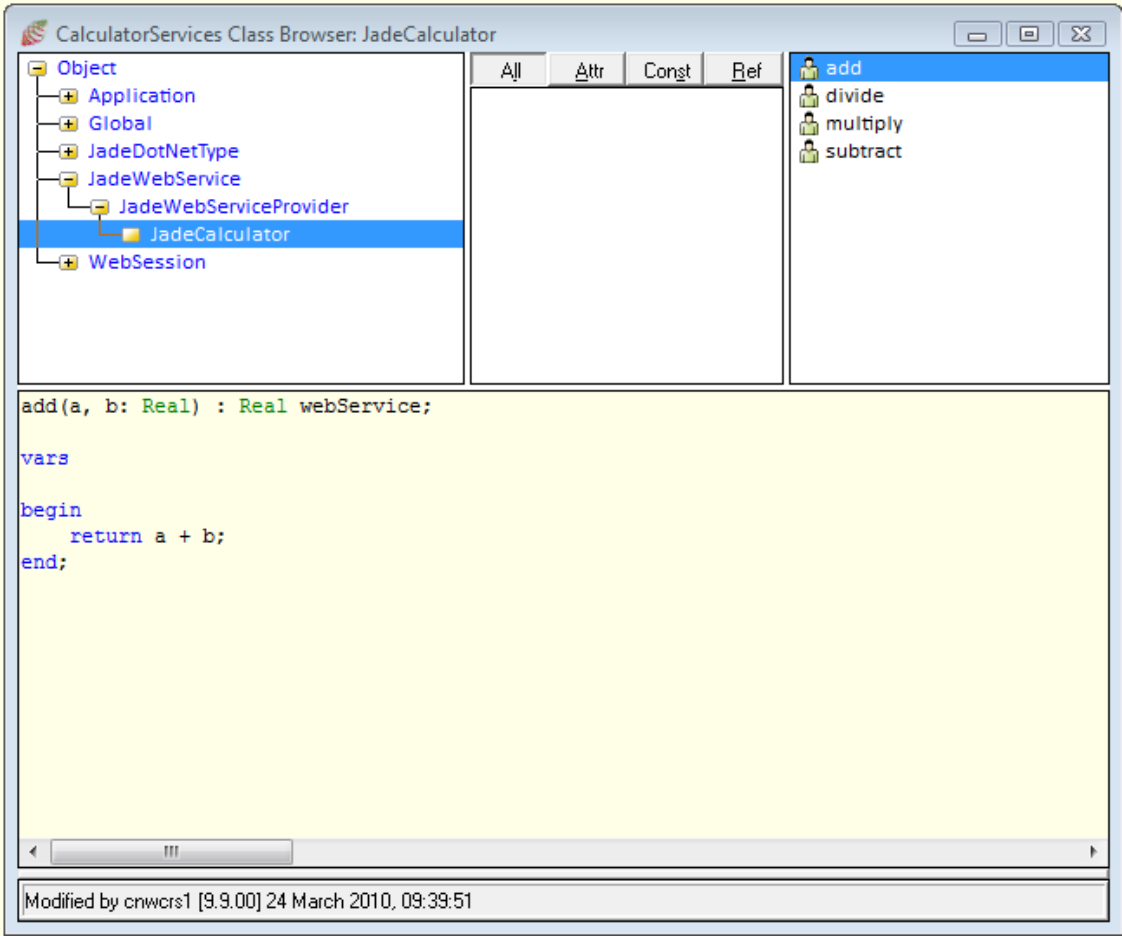 CalculatorServices Class Browser: JadeCalculator
Object
Application
Global
JadeDotNetType
JadeWebService
JadeWebServiceProvider
JadeCalculator
WebSession
All Attr Const Ref
add
divide
multiply
subtract
add(a, b: Real) : Real webService;
vars
begin
return a + b;
end;
Modified by cnwcrs1 [9.9.00] 24 March 2010, 09:39:51